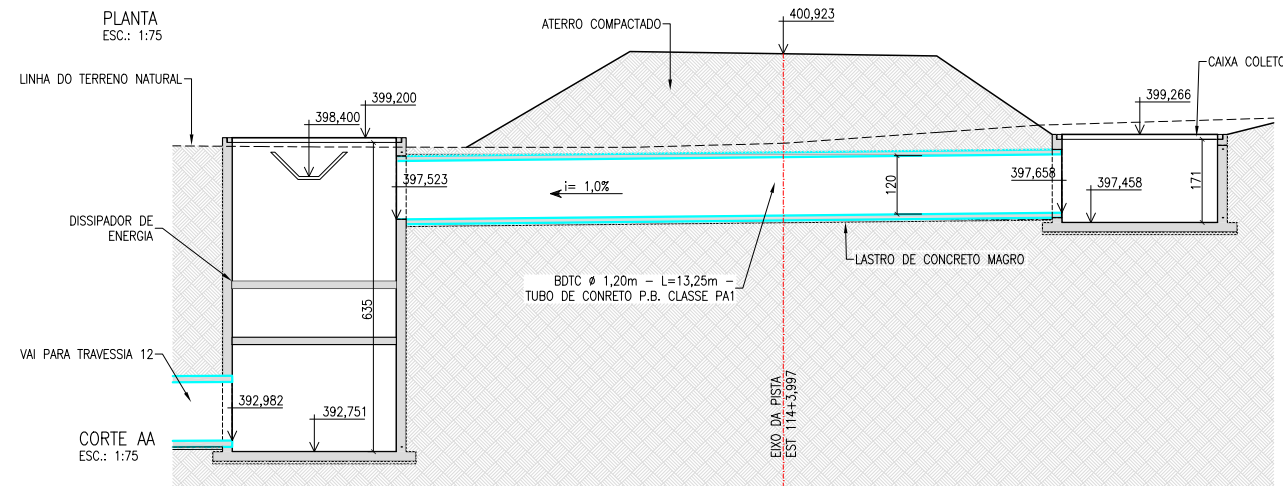 PLANTA
ESC.: 1:75
400,923
ATERRO COMPACTADO
CAIXA COLETO
LINHA DO TERRENO NATURAL
399,200
399,266
398,400
397,523
i= 1,0%
120
397,658
397,458
171
DISSIPADOR DE
ENERGIA
LASTRO DE CONCRETO MAGRO
BDTC ø 1,20m - L=13,25m -
TUBO DE CONRETO P.B. CLASSE PA1
635
VAI PARA TRAVESSIA 12
392,982
392,751
EIXO DA PISTA
EST 114+3,997
CORTE AA
ESC.: 1:75